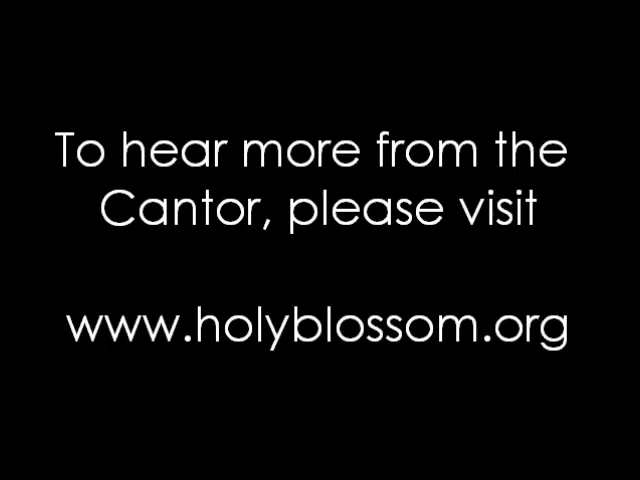 To hear more from the
Cantor, please visit
www.holyblossom.org